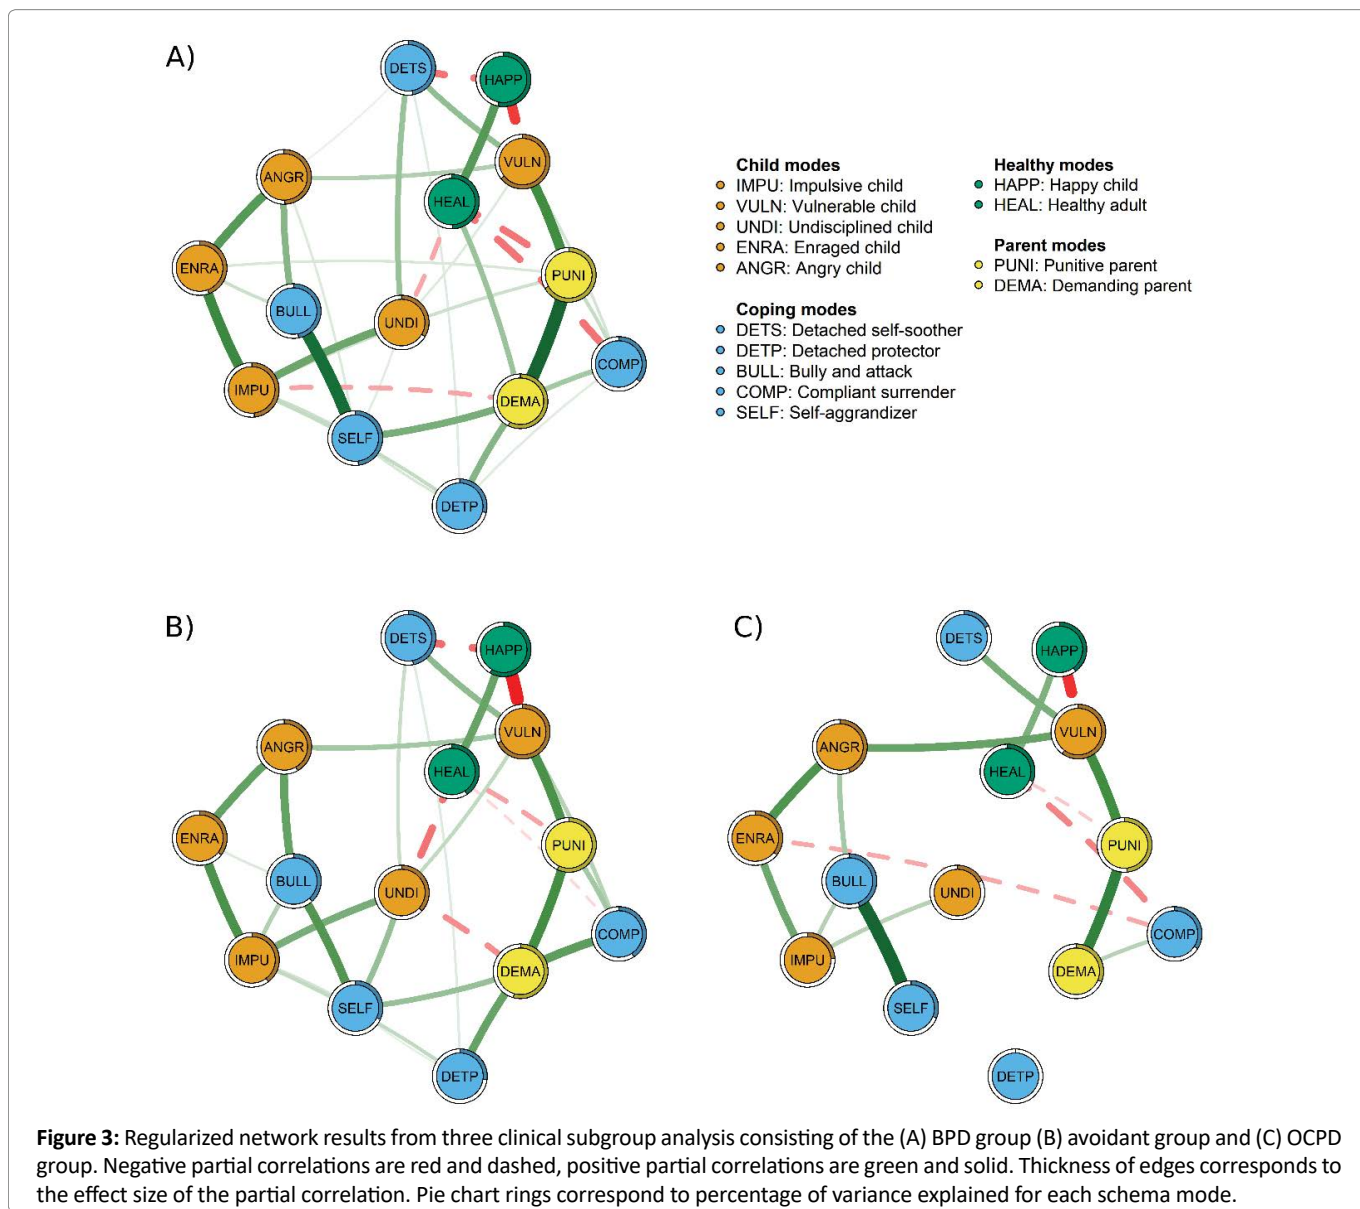 A)
DETS
HAPP
VULN
ANGR
HEAL
ENRA
PUNI
BULL
UNDI
COMP
IMPU
DEMA
SELF
DETP
Child modes
IMPU: Impulsive child
VULN: Vulnerable child
UNDI: Undisciplined child
ENRA: Enraged child
ANGR: Angry child
Coping modes
DETS: Detached self-soother
DETP: Detached protector
BULL: Bully and attack
COMP: Compliant surrender
SELF: Self-aggrandizer
Healthy modes
HAPP: Happy child
HEAL: Healthy adult
Parent modes
PUNI: Punitive parent
DEMA: Demanding parent
B)
DETS
HAPP
VULN
ANGR
HEAL
ENRA
PUNI
BULL
UNDI
COMP
IMPU
DEMA
SELF
DETP
C)
DETS
HAPP
VULN
ANGR
HEAL
ENRA
PUNI
BULL
UNDI
COMP
IMPU
DEMA
SELF
DETP
Figure 3: Regularized network results from three clinical subgroup analysis consisting of the (A) BPD group (B) avoidant group and (C) OCPD
group. Negative partial correlations are red and dashed, positive partial correlations are green and solid. Thickness of edges corresponds to
the effect size of the partial correlation. Pie chart rings correspond to percentage of variance explained for each schema mode.